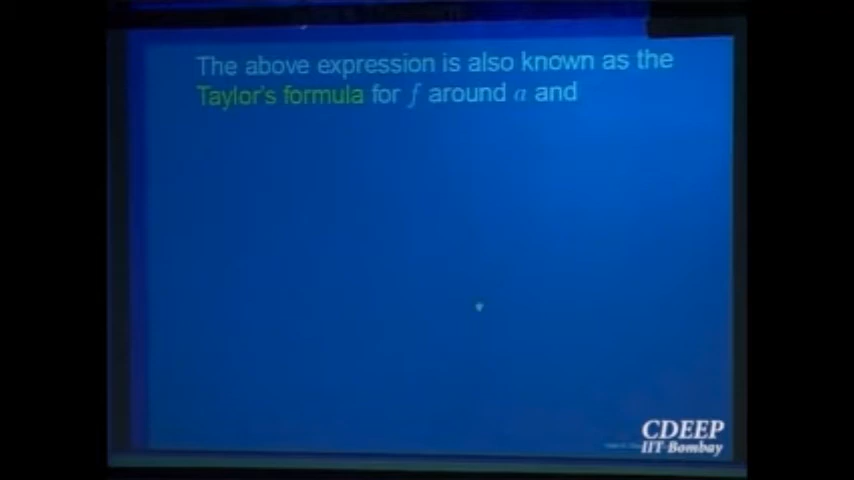 The above expression is also known as the
Taylor's formula for f around a and
CDEEP
IIT Bombay